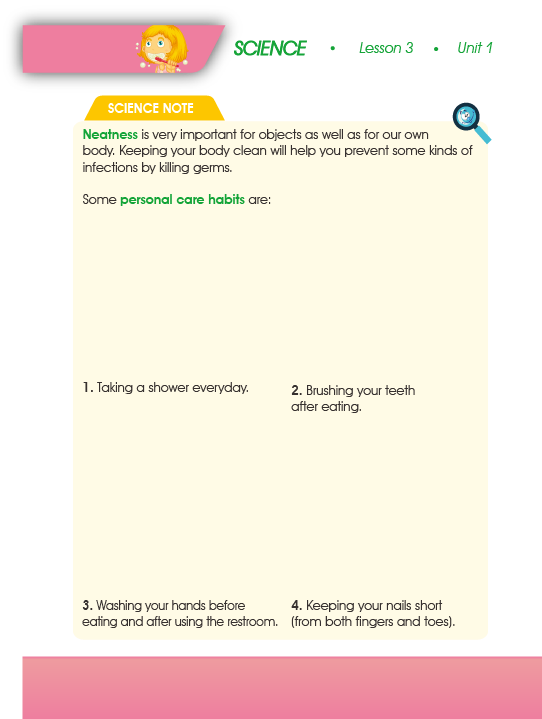 SCIENCE • Lesson 3 • Unit 1
SCIENCE NOTE
Neatness is very important for objects as well as for our own
body. Keeping your body clean will help you prevent some kinds of
infections by killing germs.
Some personal care habits are:
1. Taking a shower everyday.
2. Brushing your teeth
after eating.
3. Washing your hands before
eating and after using the restroom.
4. Keeping your nails short
(from both fingers and toes).